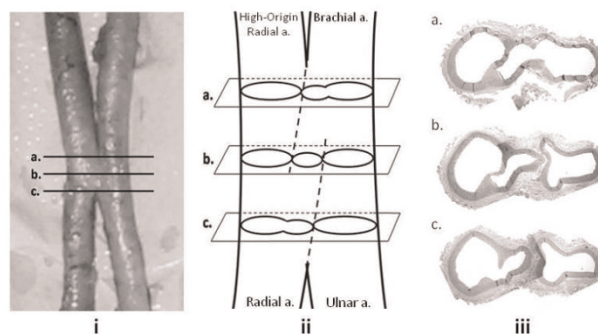 a.
b.
c.
i
High-Origin
Radial a.
Brachial a.
a.
b.
c.
Radial a.
Ulnar a.
ii
a.
b.
c.
iii